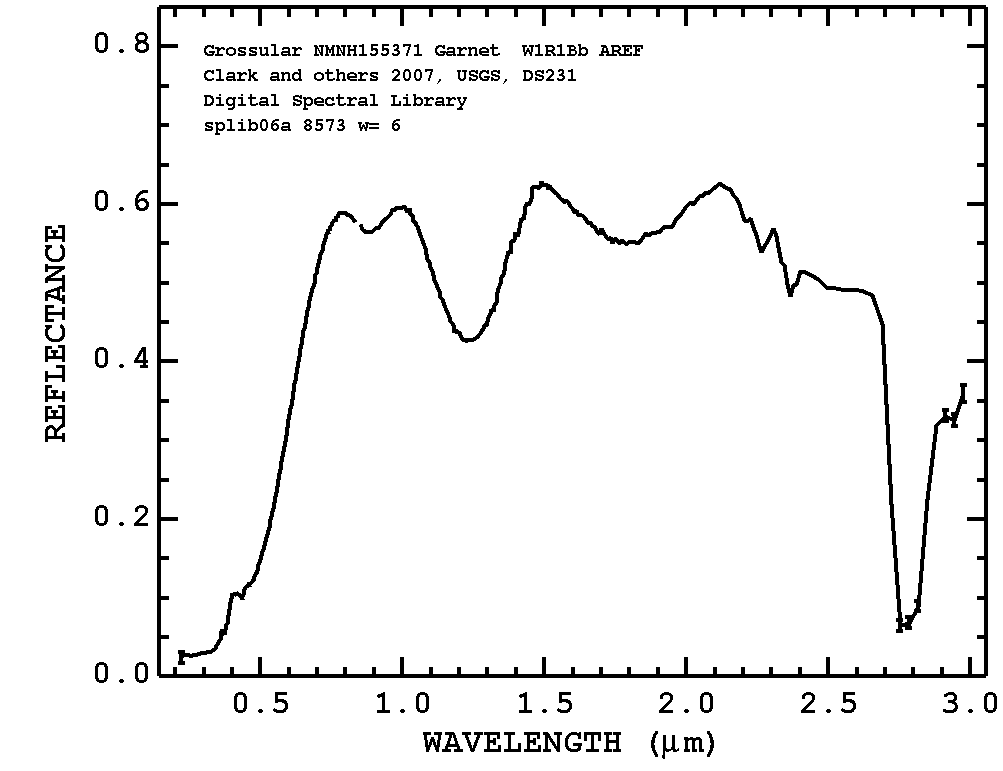 0.8
Grossular NMNH155371 Garnet  W1R1Bb AREF
Clark and others 2007, USGS, DS231
Digital Spectral Library
splib06a 8573 w= 6
0.6
REFLECTANCE
0.4
0.2
0.0
0.5 1.0 1.5 2.0 2.5 3.0
WAVELENGTH (μm)